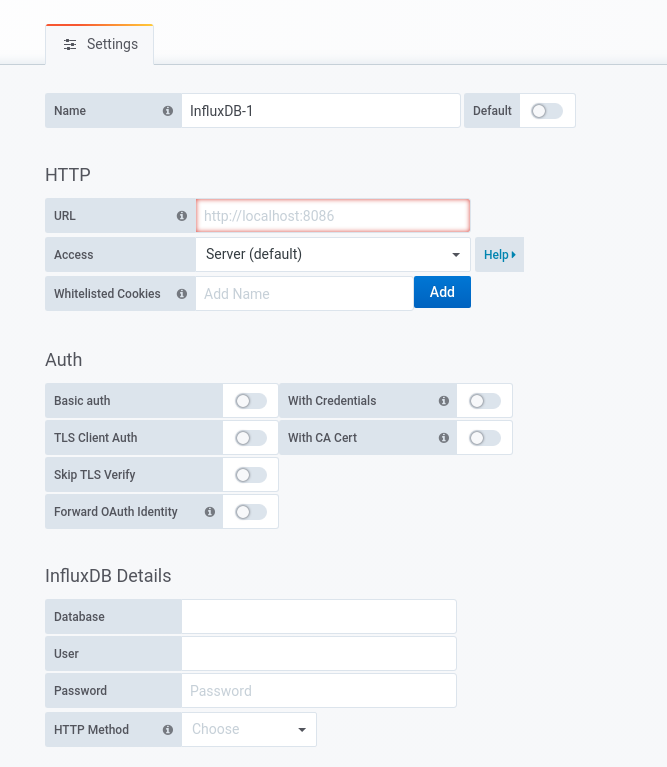 Settings
Name InfluxDB-1 Default
HTTP
URL http://localhost:8086
Access Server (default) Help
Whitelisted Cookies Add Name Add
Auth
Basic auth With Credentials
TLS Client Auth With CA Cert
Skip TLS Verify
Forward OAuth Identity
InfluxDB Details
Database
User
Password Password
HTTP Method Choose